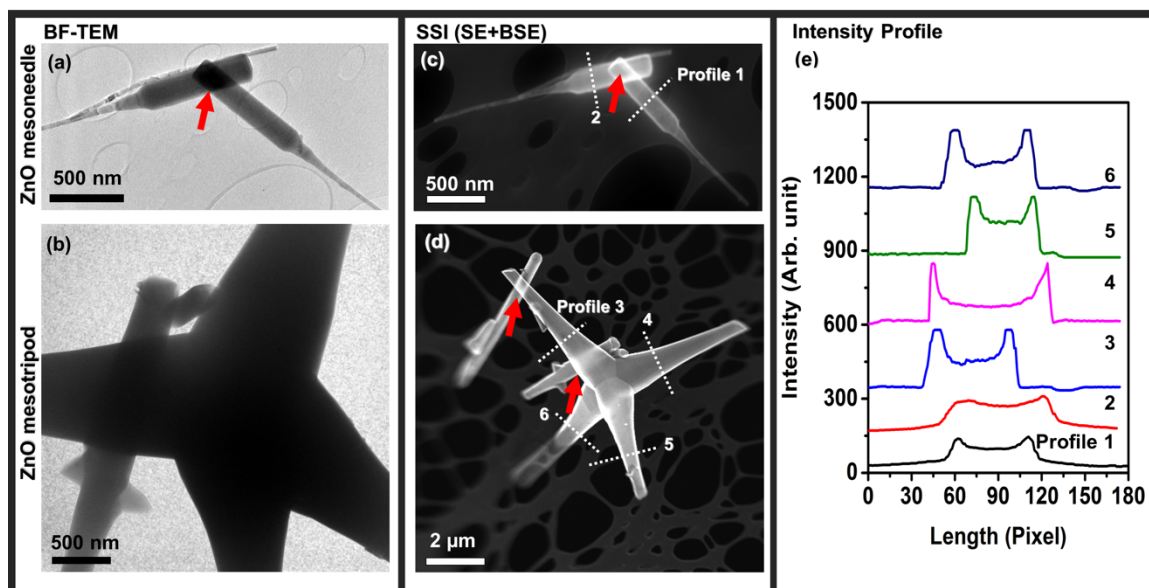 BF-TEM
SSI (SE+BSE)
Intensity Profile
ZnO mesoneedle
(a)
500 nm
(c)
Profile 1
2
500 nm
ZnO mesotripod
(b)
500 nm
(d)
Profile 3
4
6
5
2 µm
(e)
Intensity (Arb. unit)
1500
1200
900
600
300
0
6
5
4
3
2
Profile 1
0 30 60 90 120 150 180
Length (Pixel)